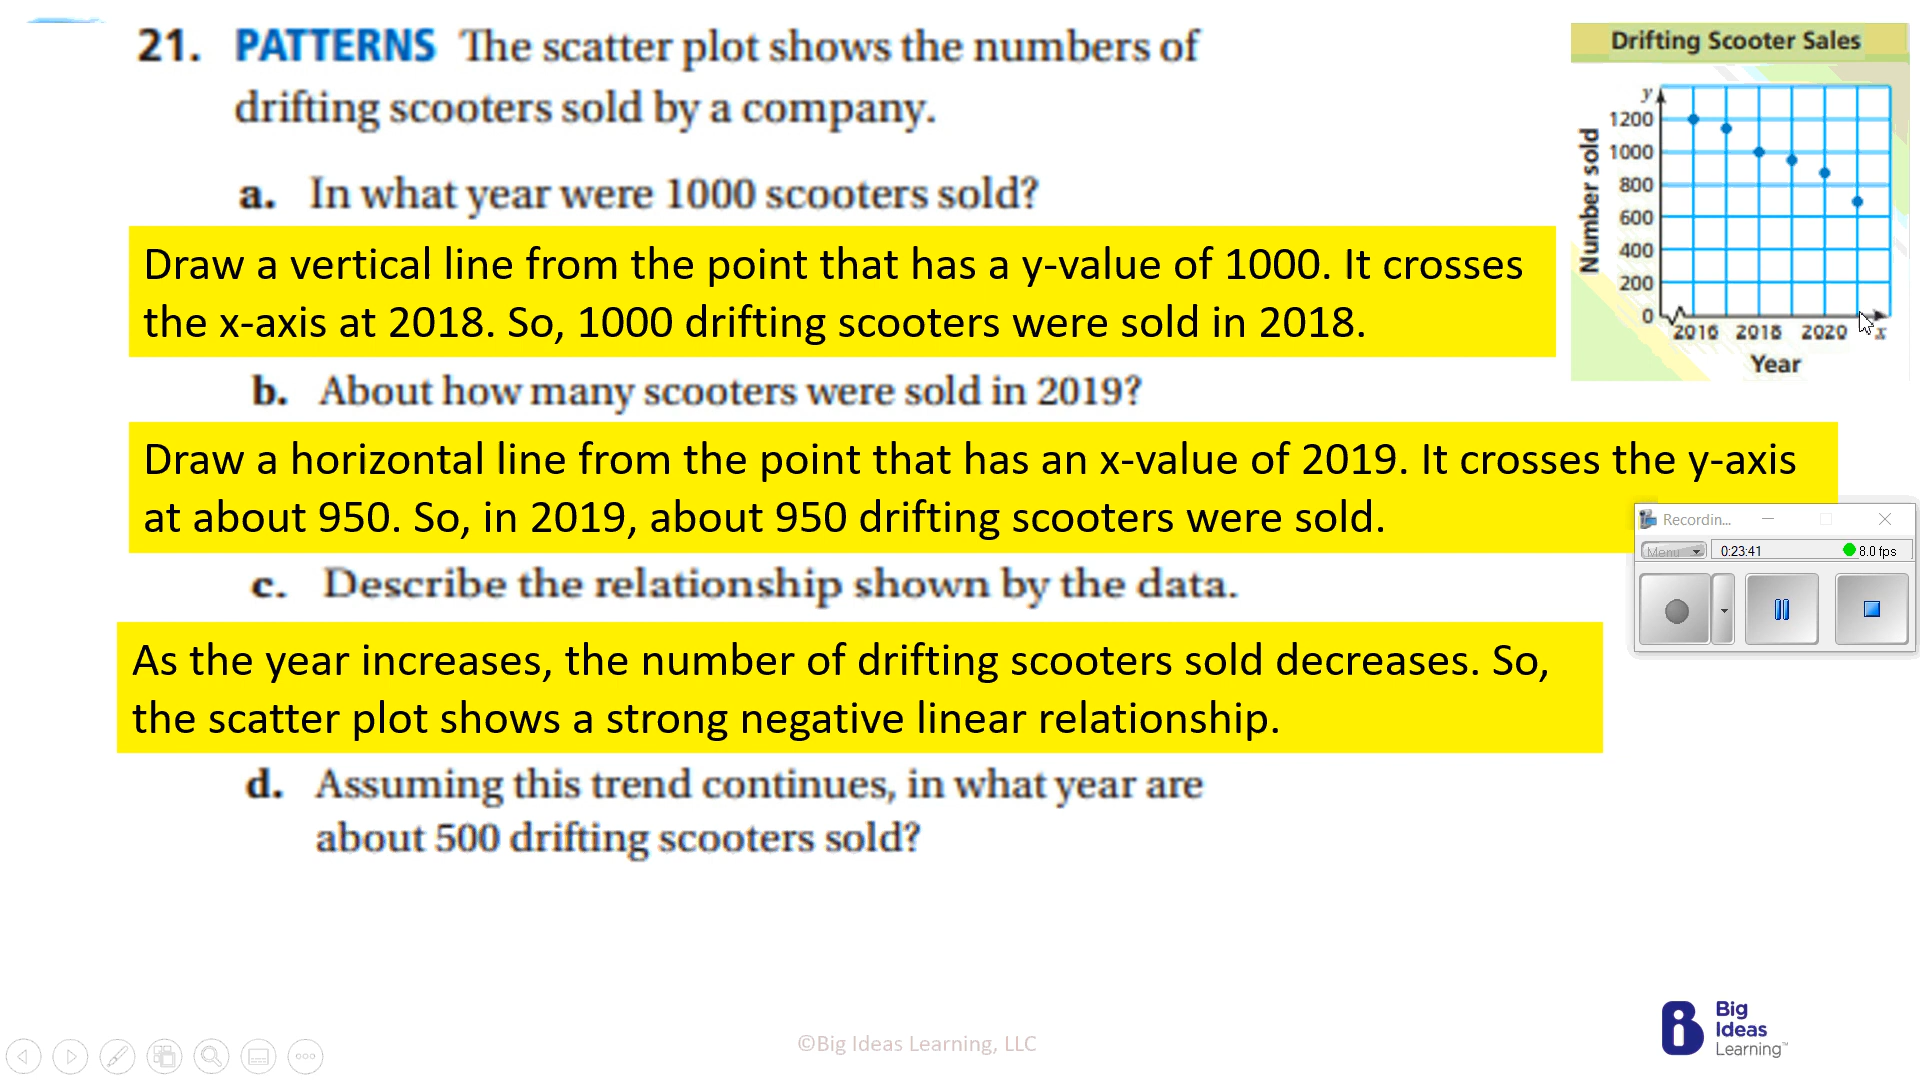 21. PATTERNS The scatter plot shows the numbers of
drifting scooters sold by a company.
a. In what year were 1000 scooters sold?
Draw a vertical line from the point that has a y-value of 1000. It crosses
the x-axis at 2018. So, 1000 drifting scooters were sold in 2018.
b. About how many scooters were sold in 2019?
Draw a horizontal line from the point that has an x-value of 2019. It crosses the y-axis
at about 950. So, in 2019, about 950 drifting scooters were sold.
c. Describe the relationship shown by the data.
As the year increases, the number of drifting scooters sold decreases. So,
the scatter plot shows a strong negative linear relationship.
d. Assuming this trend continues, in what year are
about 500 drifting scooters sold?
Drifting Scooter Sales
y
1200
1000
800
600
400
200
0
Number sold
2016 2018 2020 x
Year
Recordin...
Menu 0:23:41 8.0 fps
©Big Ideas Learning, LLC
Big
Ideas
Learning™